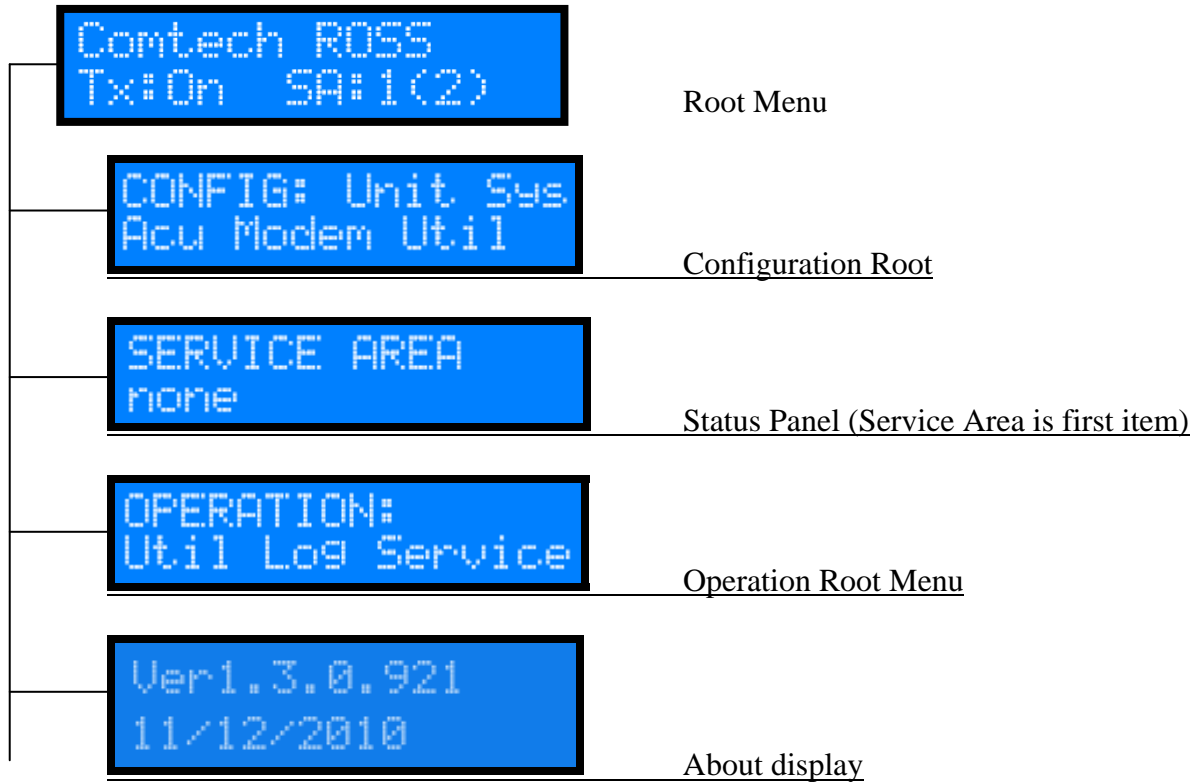 Comtech ROSS
Tx:On SA:1(2)
Root Menu
CONFIG: Unit Sys
Acu Modem Util
Configuration Root
SERVICE AREA
none
Status Panel (Service Area is first item)
OPERATION:
Util Log Service
Operation Root Menu
Ver1.3.0.921
11/12/2010
About display